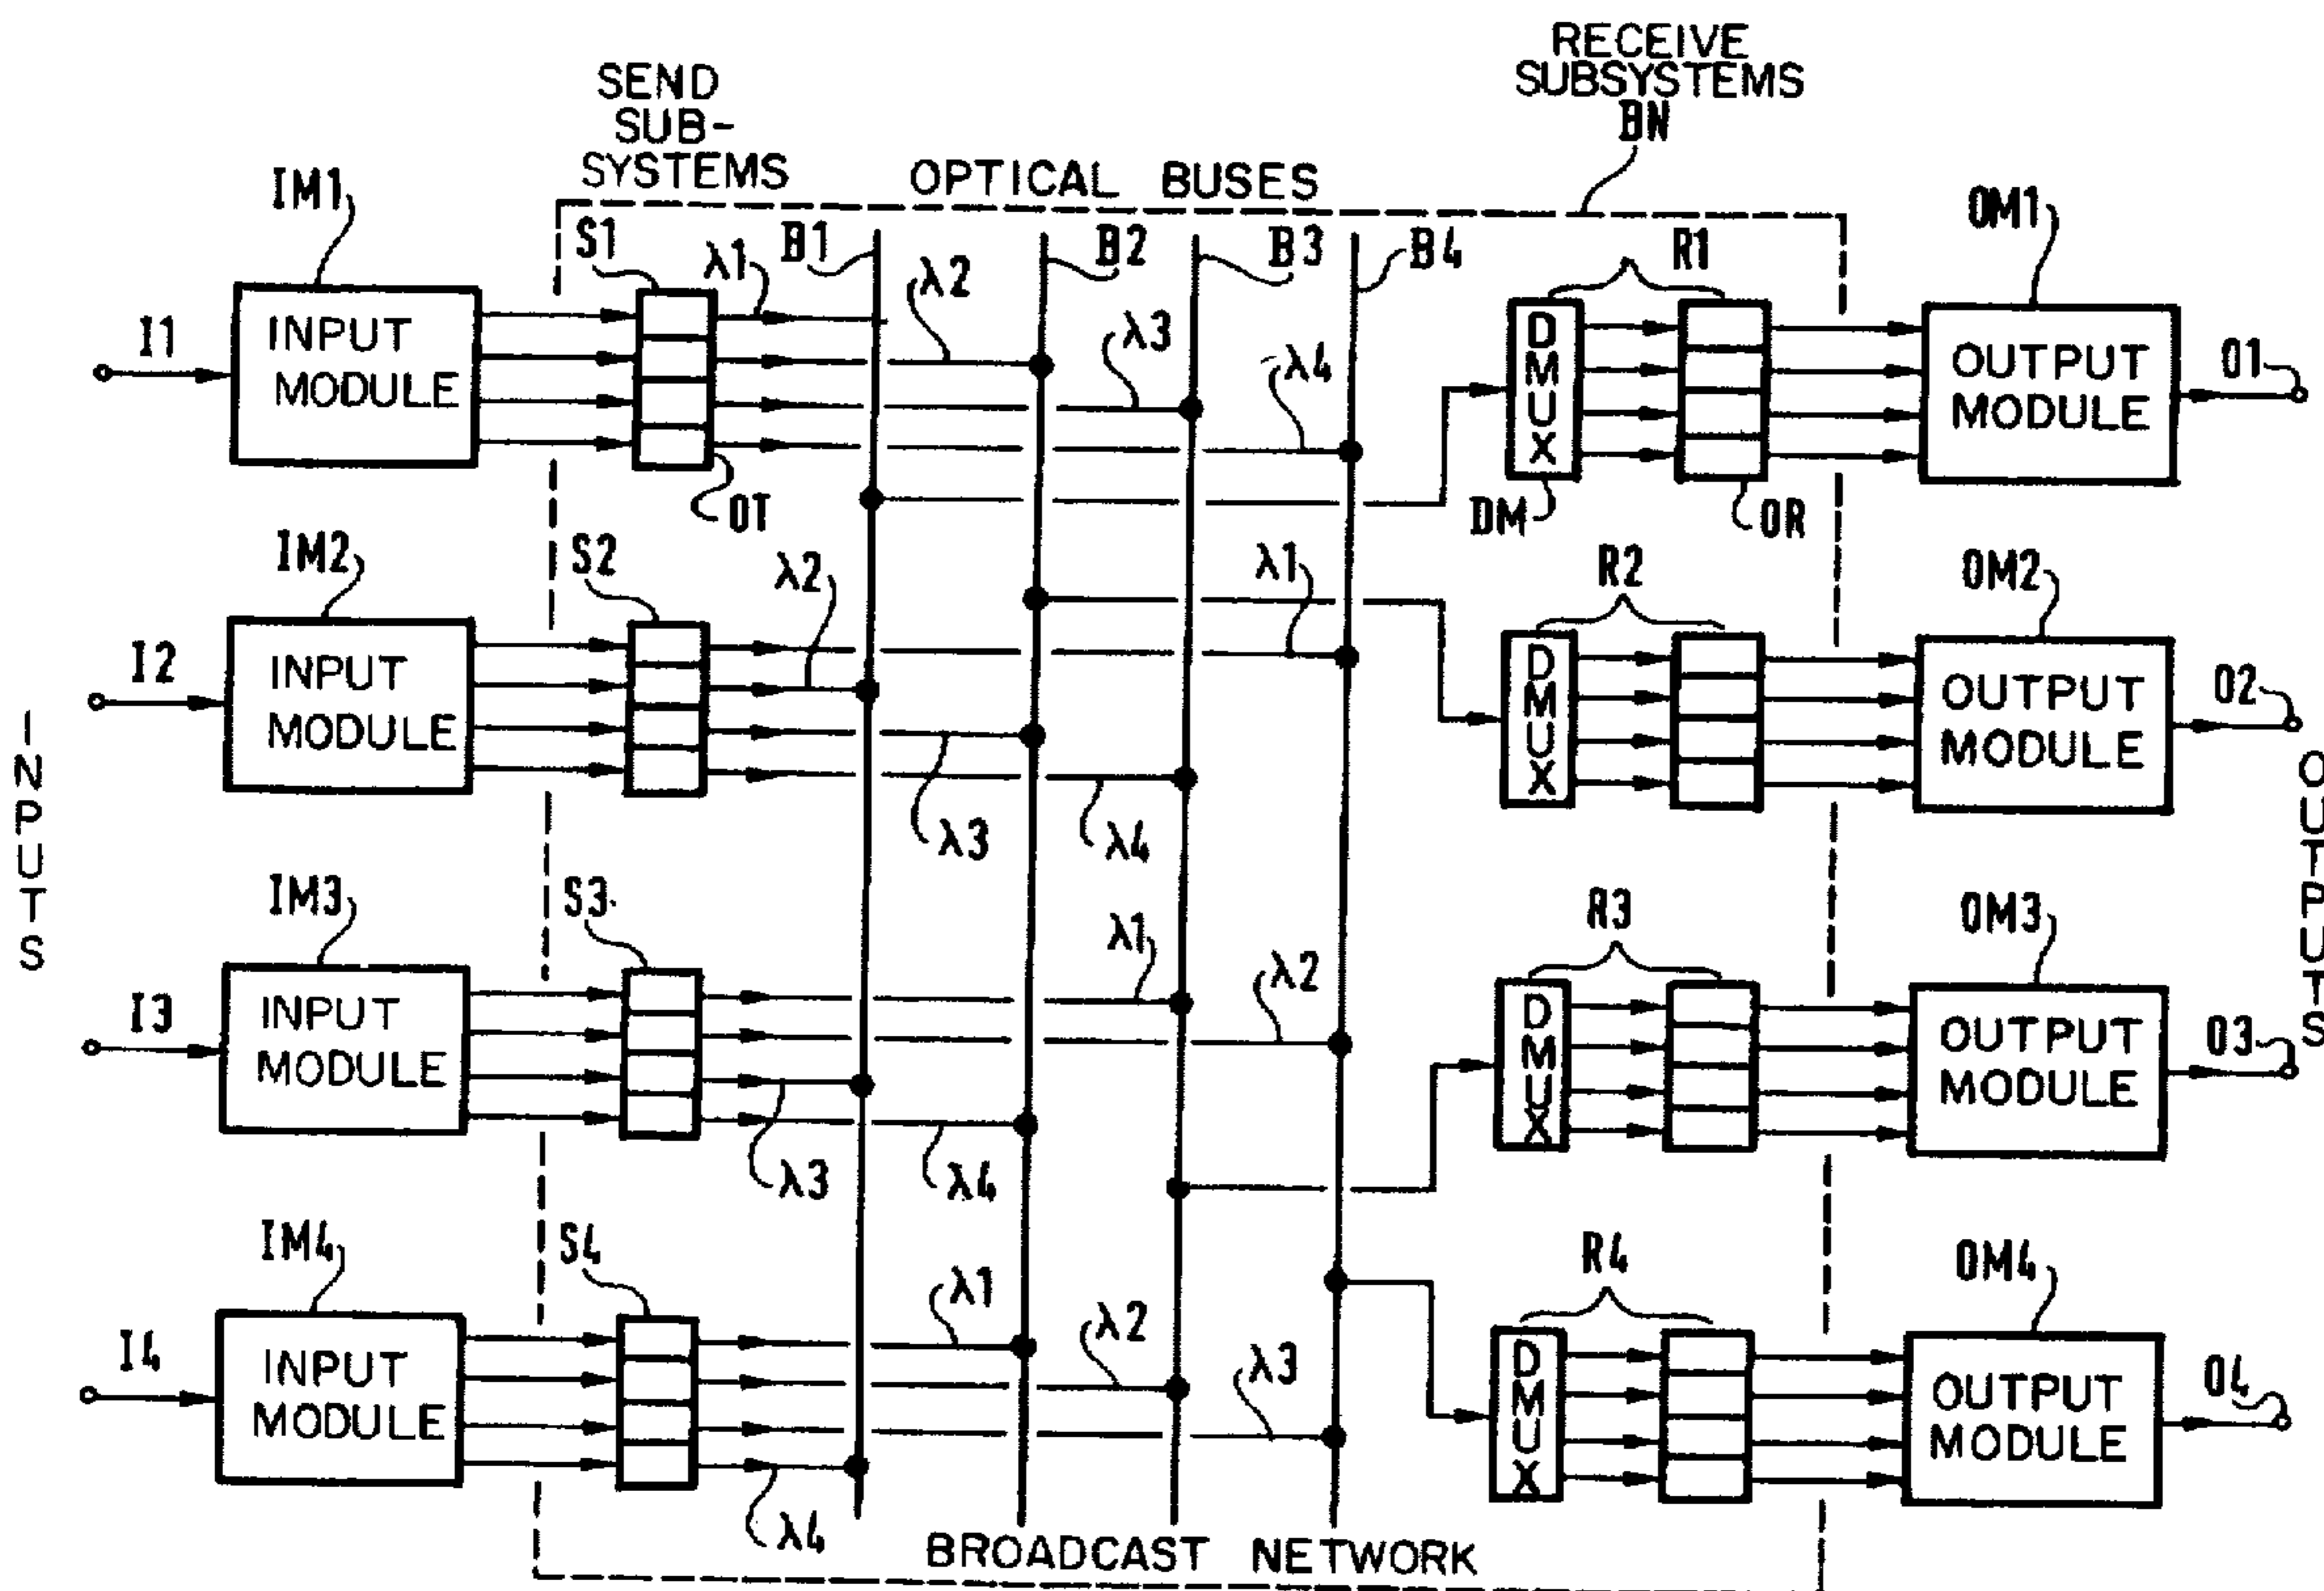 RECEIVE
SUBSYSTEMS
BN
SEND
SUB-
SYSTEMS
OPTICAL BUSES
IM1
S1
λ1
B1
λ2
B2
B3
B4
R1
OM1
λ3
λ4
I1
INPUT
MODULE
DMUX
OUTPUT
MODULE
O1
OT
DM
OR
IM2
S2
λ2
λ1
R2
OM2
I2
INPUT
MODULE
DMUX
OUTPUT
MODULE
O2
λ3
λ4
INPUTS
OUTPUTS
IM3
S3
λ1
λ2
R3
OM3
I3
INPUT
MODULE
DMUX
OUTPUT
MODULE
O3
λ3
λ4
IM4
S4
λ1
λ2
λ3
R4
OM4
I4
INPUT
MODULE
DMUX
OUTPUT
MODULE
O4
λ4
BROADCAST NETWORK